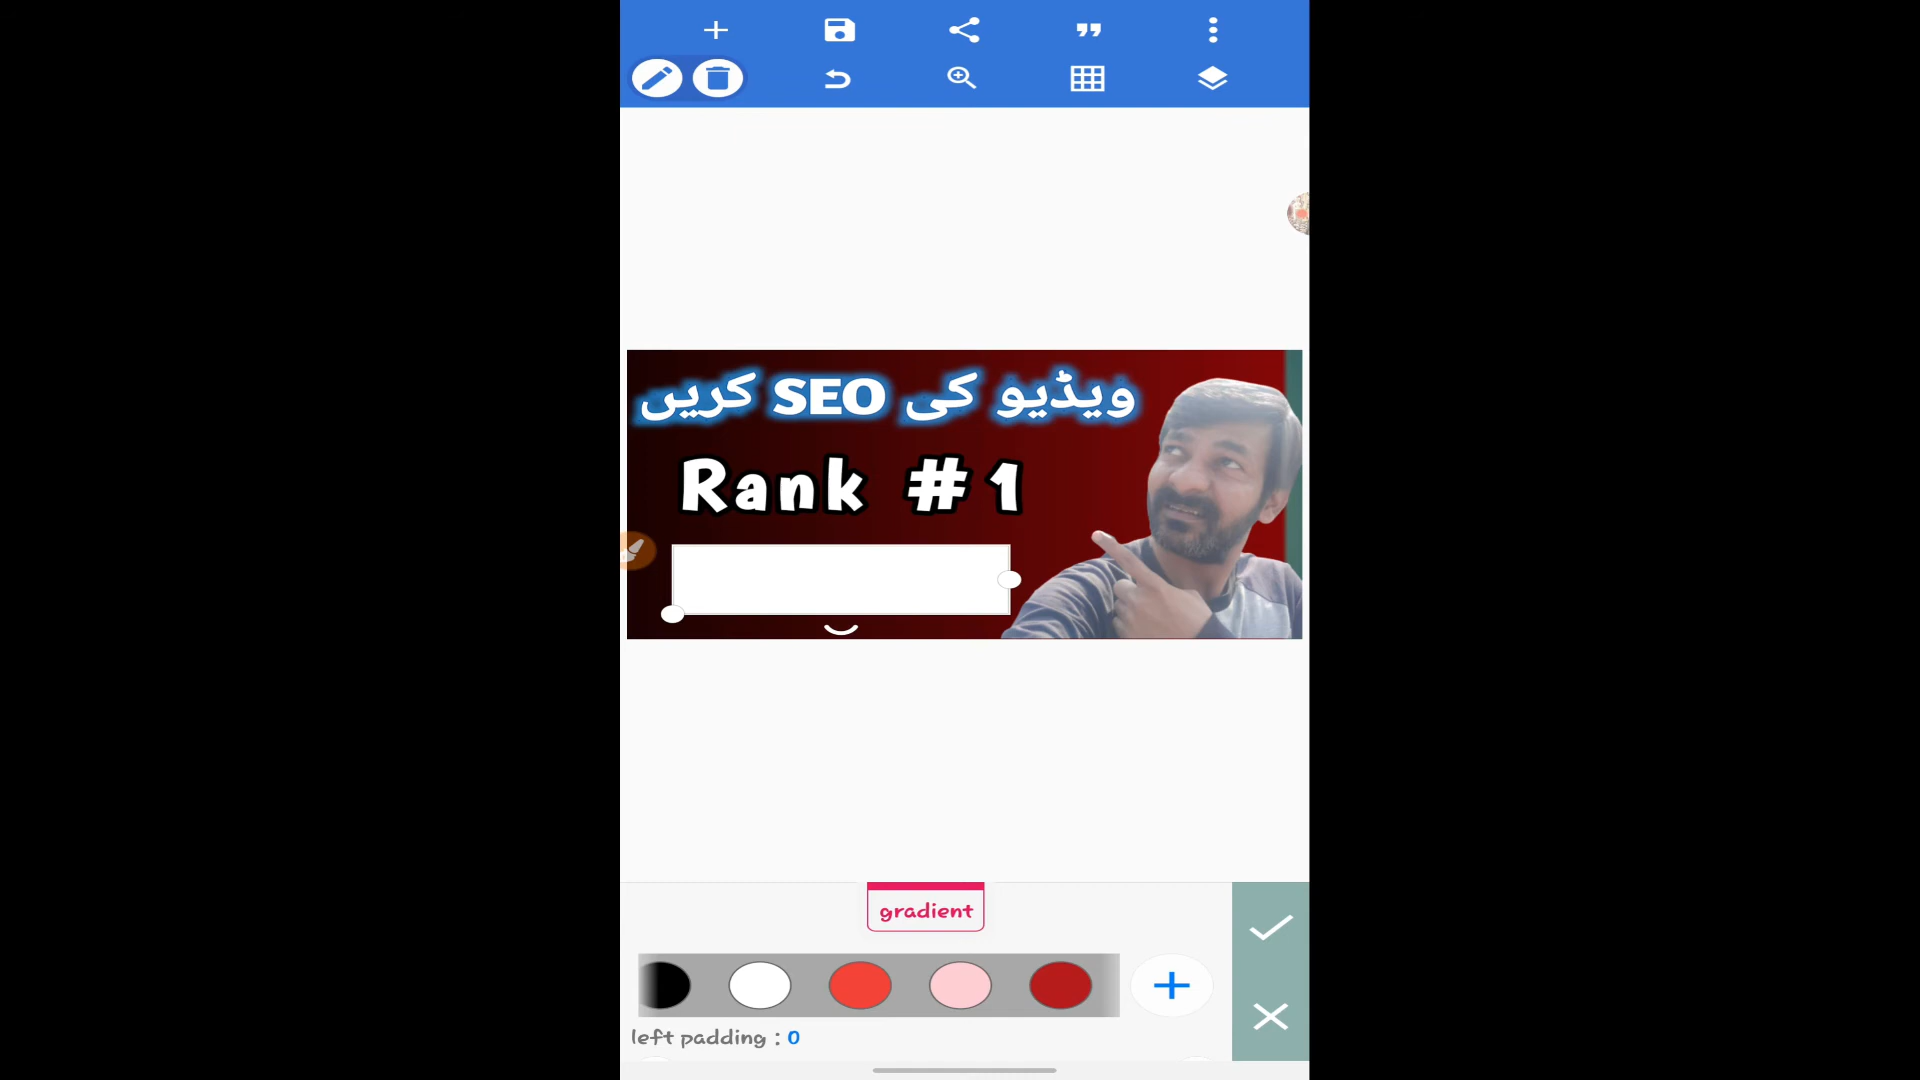 ویڈیو کی SEO کریں
Rank #1
gradient
left padding : 0